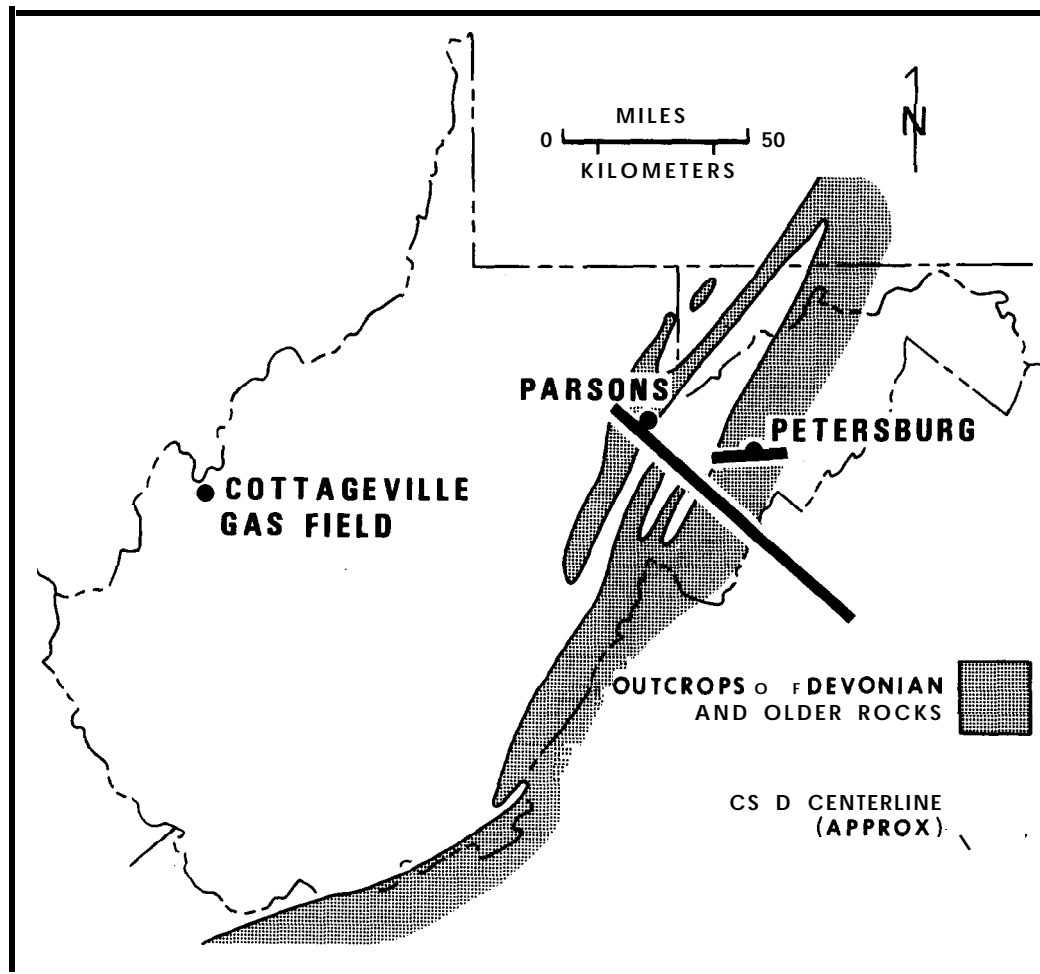 MILES
0 50
KILOMETERS
N
PARSONS
PETERSBURG
COTTAGEVILLE
GAS FIELD
OUTCROPS O F DEVONIAN
AND OLDER ROCKS
CS D CENTERLINE
(APPROX)